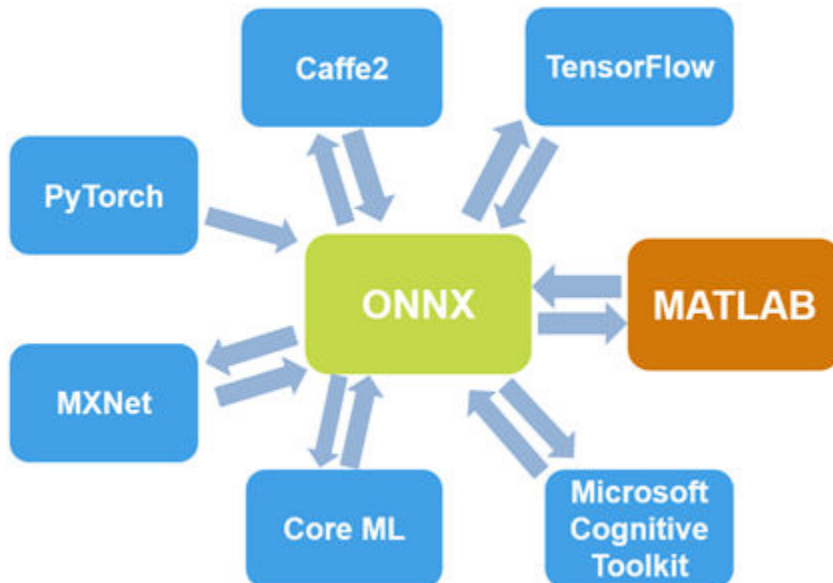 Caffe2
TensorFlow
PyTorch
ONNX
MATLAB
MXNet
Core ML
Microsoft
Cognitive
Toolkit